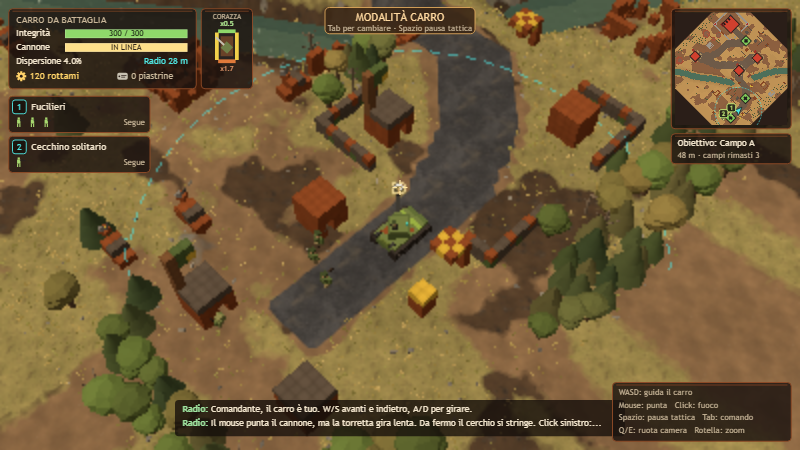 CARRO DA BATTAGLIA
Integrità 300 / 300
Cannone IN LINEA
Dispersione 4.0% Radio 28 m
120 rottami 0 piastrine
CORAZZA
x0.5
x1.7
1 Fucilieri
Segue
2 Cecchino solitario
Segue
MODALITÀ CARRO
Tab per cambiare - Spazio pausa tattica
1
2
Obiettivo: Campo A
48 m - campi rimasti 3
Radio: Comandante, il carro è tuo. W/S avanti e indietro, A/D per girare.
Radio: Il mouse punta il cannone, ma la torretta gira lenta. Da fermo il cerchio si stringe. Click sinistro:...
WASD: guida il carro
Mouse: punta Click: fuoco
Spazio: pausa tattica Tab: comando
Q/E: ruota camera Rotella: zoom